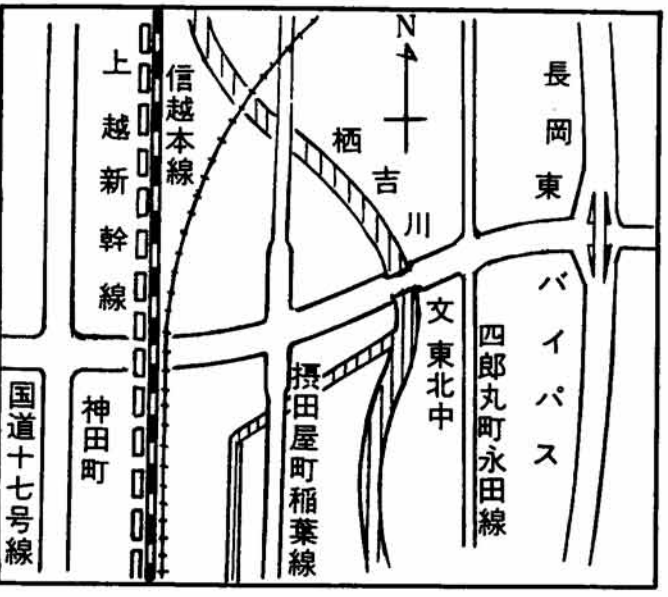 上越新幹線
信越本線
N
栖吉川
長岡東バイパス
文
東北中
四郎丸町永田線
摂田屋町稲葉線
神田町
国道十七号線